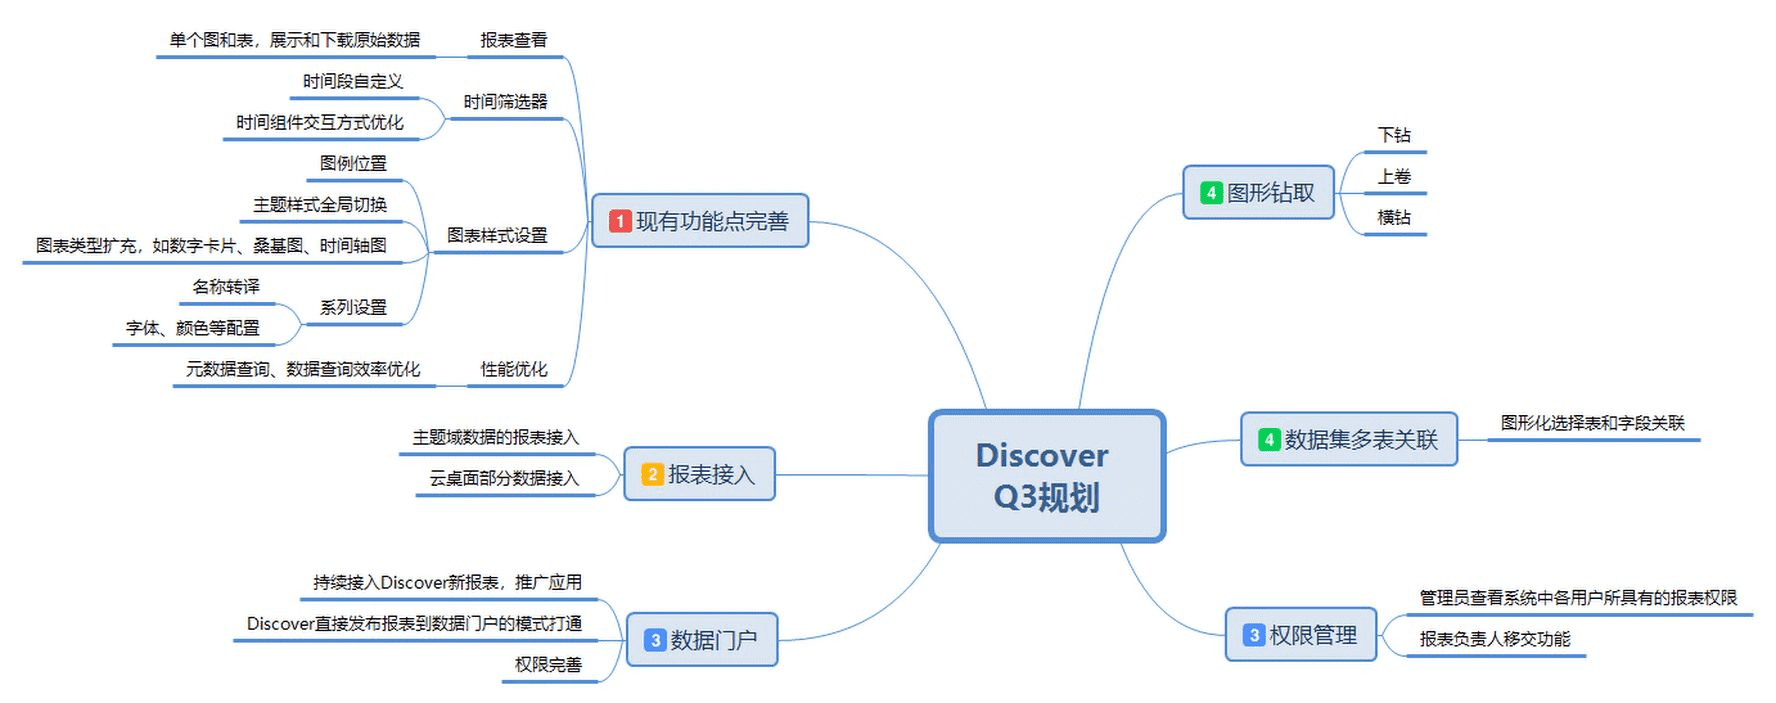 Discover
Q3规划
1 现有功能点完善
报表查看
单个图和表，展示和下载原始数据
时间筛选器
时间段自定义
时间组件交互方式优化
图表样式设置
图例位置
主题样式全局切换
图表类型扩充，如数字卡片、桑基图、时间轴图
系列设置
名称转译
字体、颜色等配置
性能优化
元数据查询、数据查询效率优化
2 报表接入
主题域数据的报表接入
云桌面部分数据接入
3 数据门户
持续接入Discover新报表，推广应用
Discover直接发布报表到数据门户的模式打通
权限完善
4 图形钻取
下钻
上卷
横钻
4 数据集多表关联
图形化选择表和字段关联
3 权限管理
管理员查看系统中各用户所具有的报表权限
报表负责人移交功能